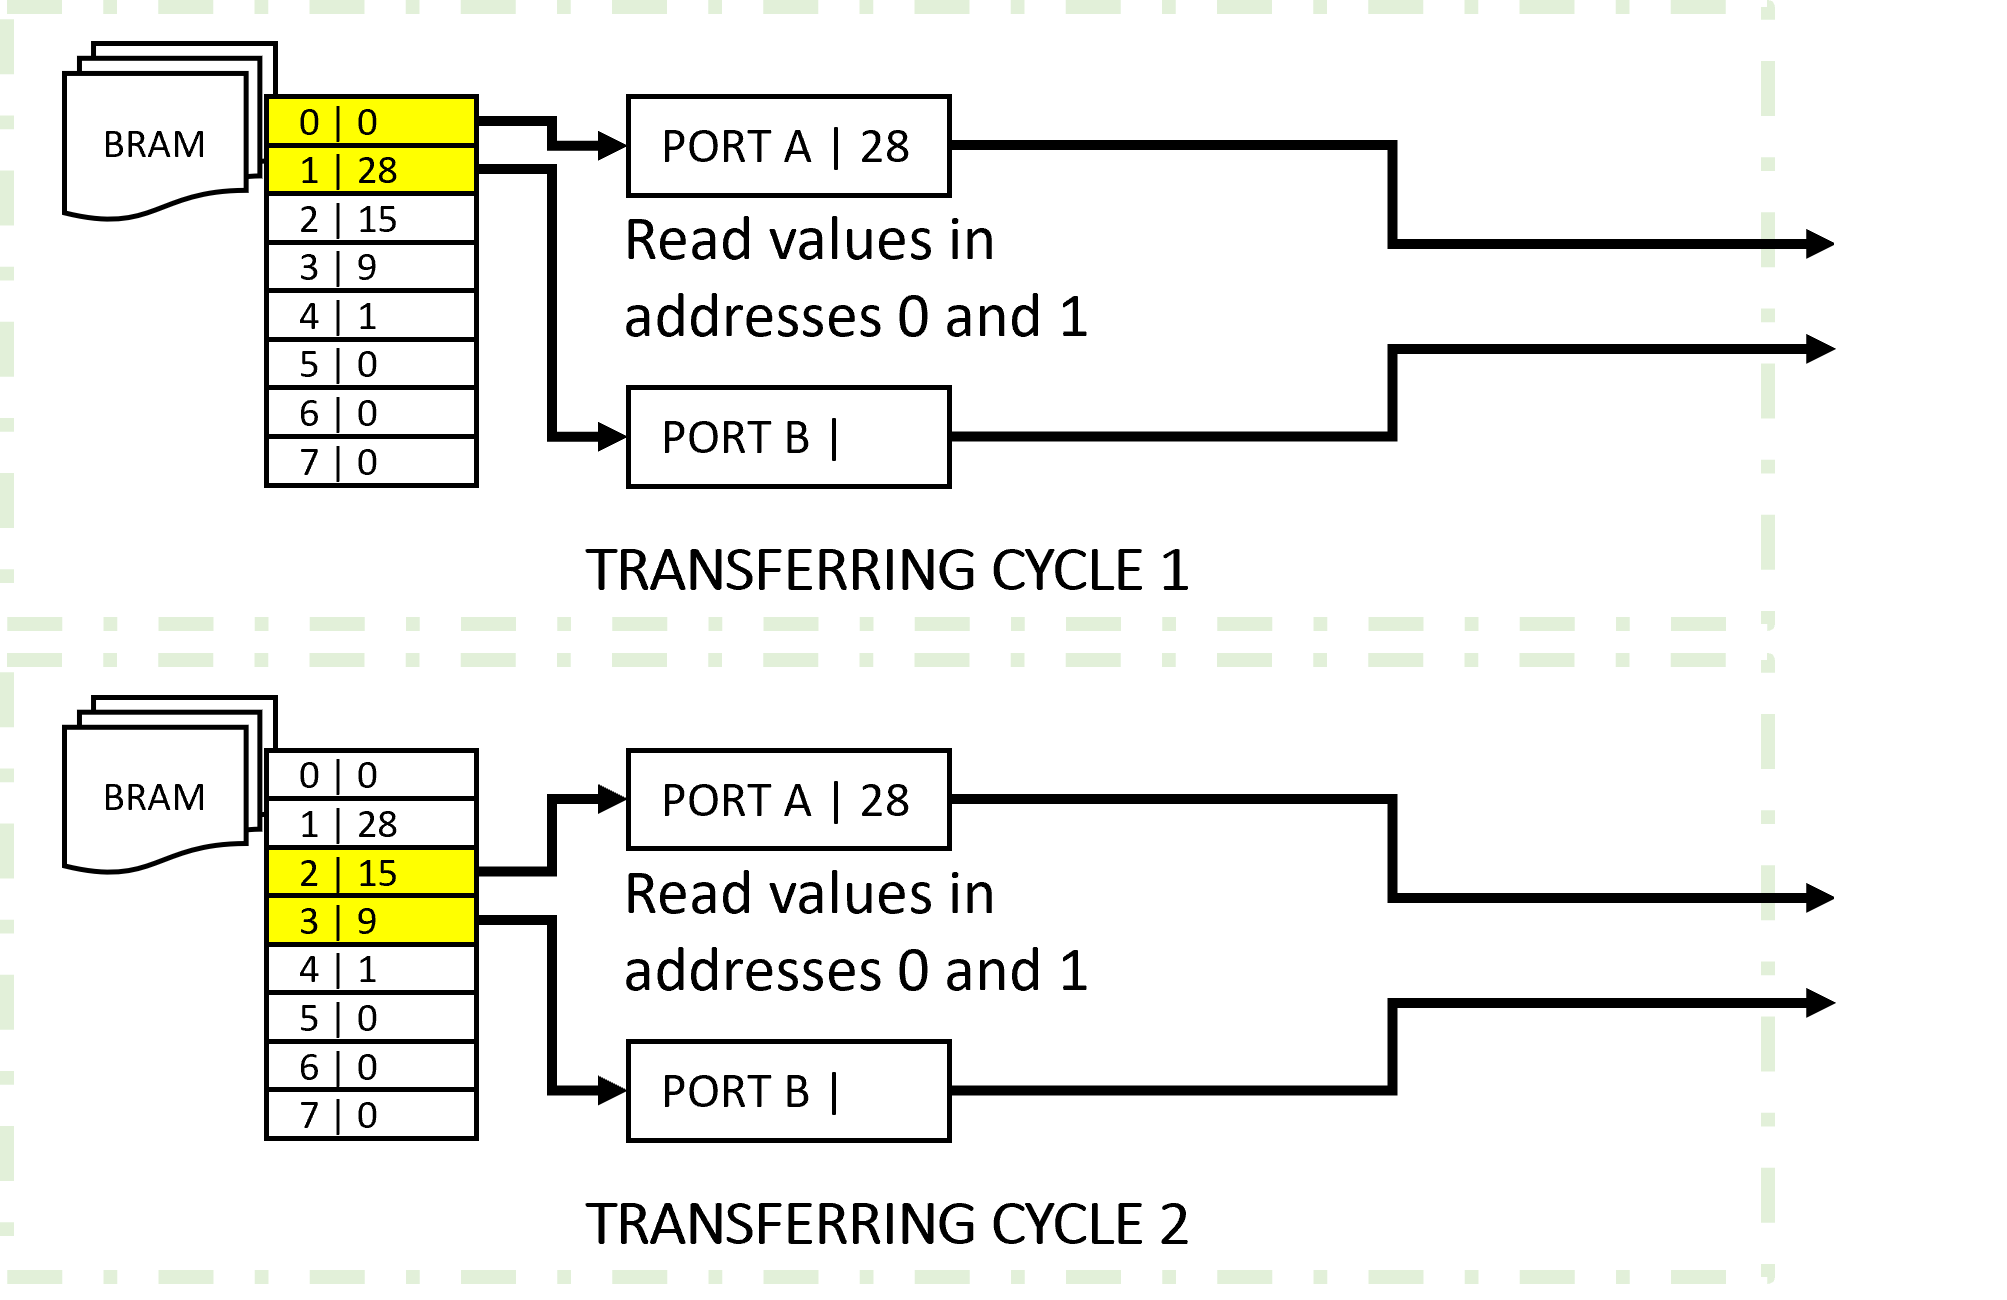 BRAM
0 | 0
1 | 28
2 | 15
3 | 9
4 | 1
5 | 0
6 | 0
7 | 0
PORT A | 28
Read values in
addresses 0 and 1
PORT B |
TRANSFERRING CYCLE 1
BRAM
0 | 0
1 | 28
2 | 15
3 | 9
4 | 1
5 | 0
6 | 0
7 | 0
PORT A | 28
Read values in
addresses 0 and 1
PORT B |
TRANSFERRING CYCLE 2